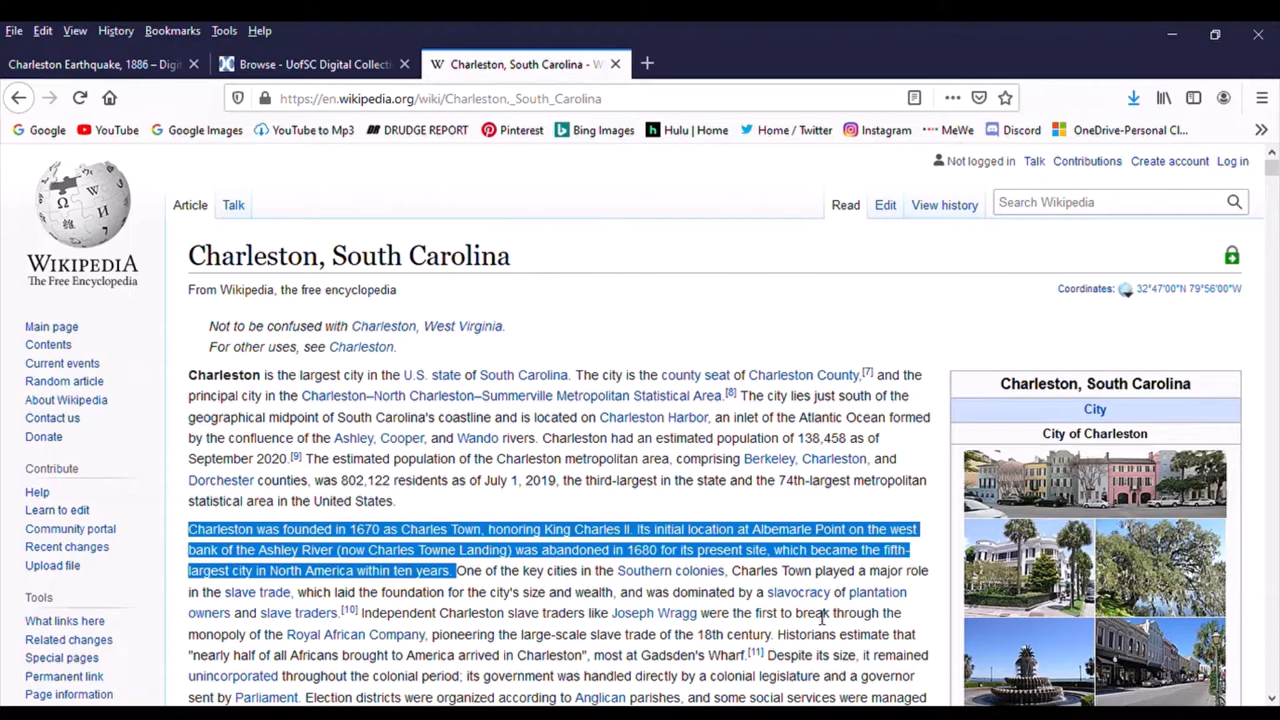 File Edit View History Bookmarks Tools Help
Charleston Earthquake, 1886 – Digi
Browse - UofSC Digital Collecti
Charleston, South Carolina - W
https://en.wikipedia.org/wiki/Charleston,_South_Carolina
Google YouTube Google Images YouTube to Mp3 DRUDGE REPORT Pinterest Bing Images Hulu | Home Home / Twitter Instagram MeWe Discord OneDrive-Personal Cl...
Not logged in Talk Contributions Create account Log in
Article Talk Read Edit View history Search Wikipedia
WIKIPEDIA
The Free Encyclopedia
Main page
Contents
Current events
Random article
About Wikipedia
Contact us
Donate
Contribute
Help
Learn to edit
Community portal
Recent changes
Upload file
Tools
What links here
Related changes
Special pages
Permanent link
Page information
Charleston, South Carolina
From Wikipedia, the free encyclopedia
Coordinates: 32°47′00″N 79°56′00″W
Not to be confused with Charleston, West Virginia.
For other uses, see Charleston.
Charleston is the largest city in the U.S. state of South Carolina. The city is the county seat of Charleston County,[7] and the
principal city in the Charleston–North Charleston–Summerville Metropolitan Statistical Area.[8] The city lies just south of the
geographical midpoint of South Carolina's coastline and is located on Charleston Harbor, an inlet of the Atlantic Ocean formed
by the confluence of the Ashley, Cooper, and Wando rivers. Charleston had an estimated population of 138,458 as of
September 2020.[9] The estimated population of the Charleston metropolitan area, comprising Berkeley, Charleston, and
Dorchester counties, was 802,122 residents as of July 1, 2019, the third-largest in the state and the 74th-largest metropolitan
statistical area in the United States.
Charleston was founded in 1670 as Charles Town, honoring King Charles II. Its initial location at Albemarle Point on the west
bank of the Ashley River (now Charles Towne Landing) was abandoned in 1680 for its present site, which became the fifth-
largest city in North America within ten years. One of the key cities in the Southern colonies, Charles Town played a major role
in the slave trade, which laid the foundation for the city's size and wealth, and was dominated by a slavocracy of plantation
owners and slave traders.[10] Independent Charleston slave traders like Joseph Wragg were the first to break through the
monopoly of the Royal African Company, pioneering the large-scale slave trade of the 18th century. Historians estimate that
"nearly half of all Africans brought to America arrived in Charleston", most at Gadsden's Wharf.[11] Despite its size, it remained
unincorporated throughout the colonial period; its government was handled directly by a colonial legislature and a governor
sent by Parliament. Election districts were organized according to Anglican parishes, and some social services were managed
Charleston, South Carolina
City
City of Charleston